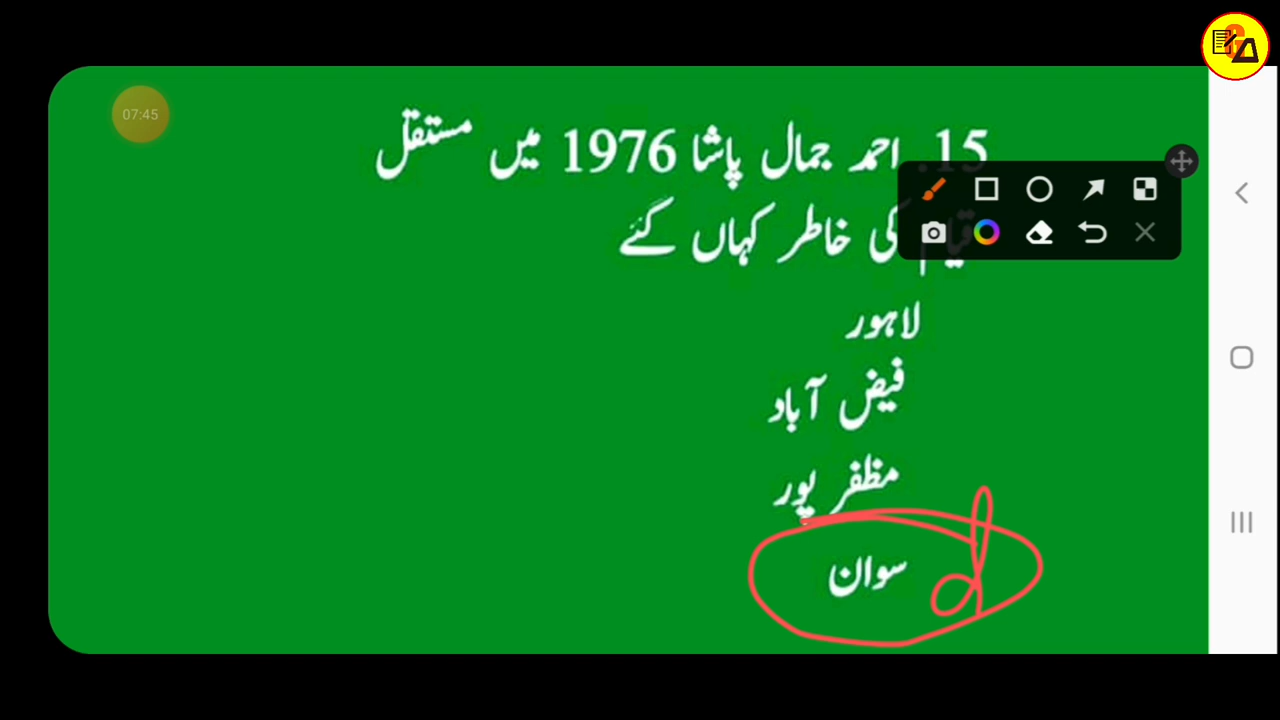 07:45
15. احمد جمال پاشا 1976 میں مستقل
قیام کی خاطر کہاں گئے
لاہور
فیض آباد
مظفر پور
سوان
d